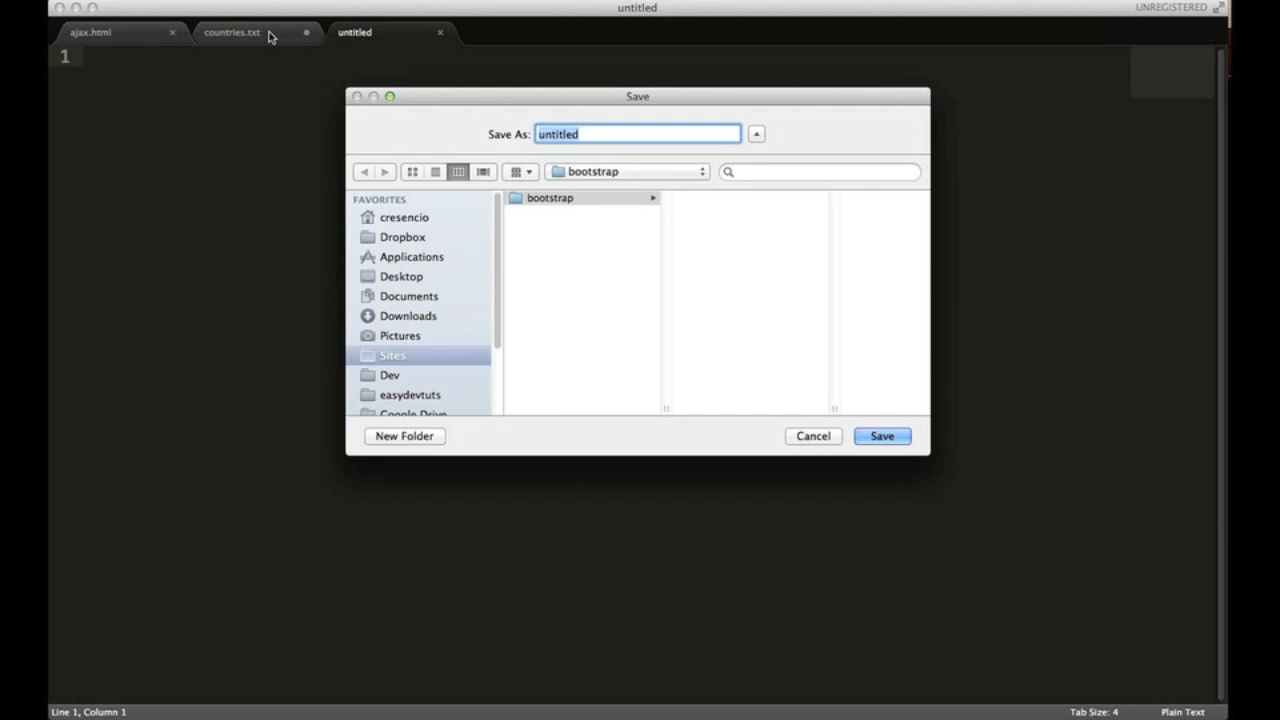 untitled
UNREGISTERED
ajax.html
countries.txt
untitled
1
Save
Save As: untitled
bootstrap
FAVORITES
cresencio
Dropbox
Applications
Desktop
Documents
Downloads
Pictures
Sites
Dev
easydevtuts
Google Drive
bootstrap
New Folder
Cancel
Save
Line 1, Column 1
Tab Size: 4
Plain Text